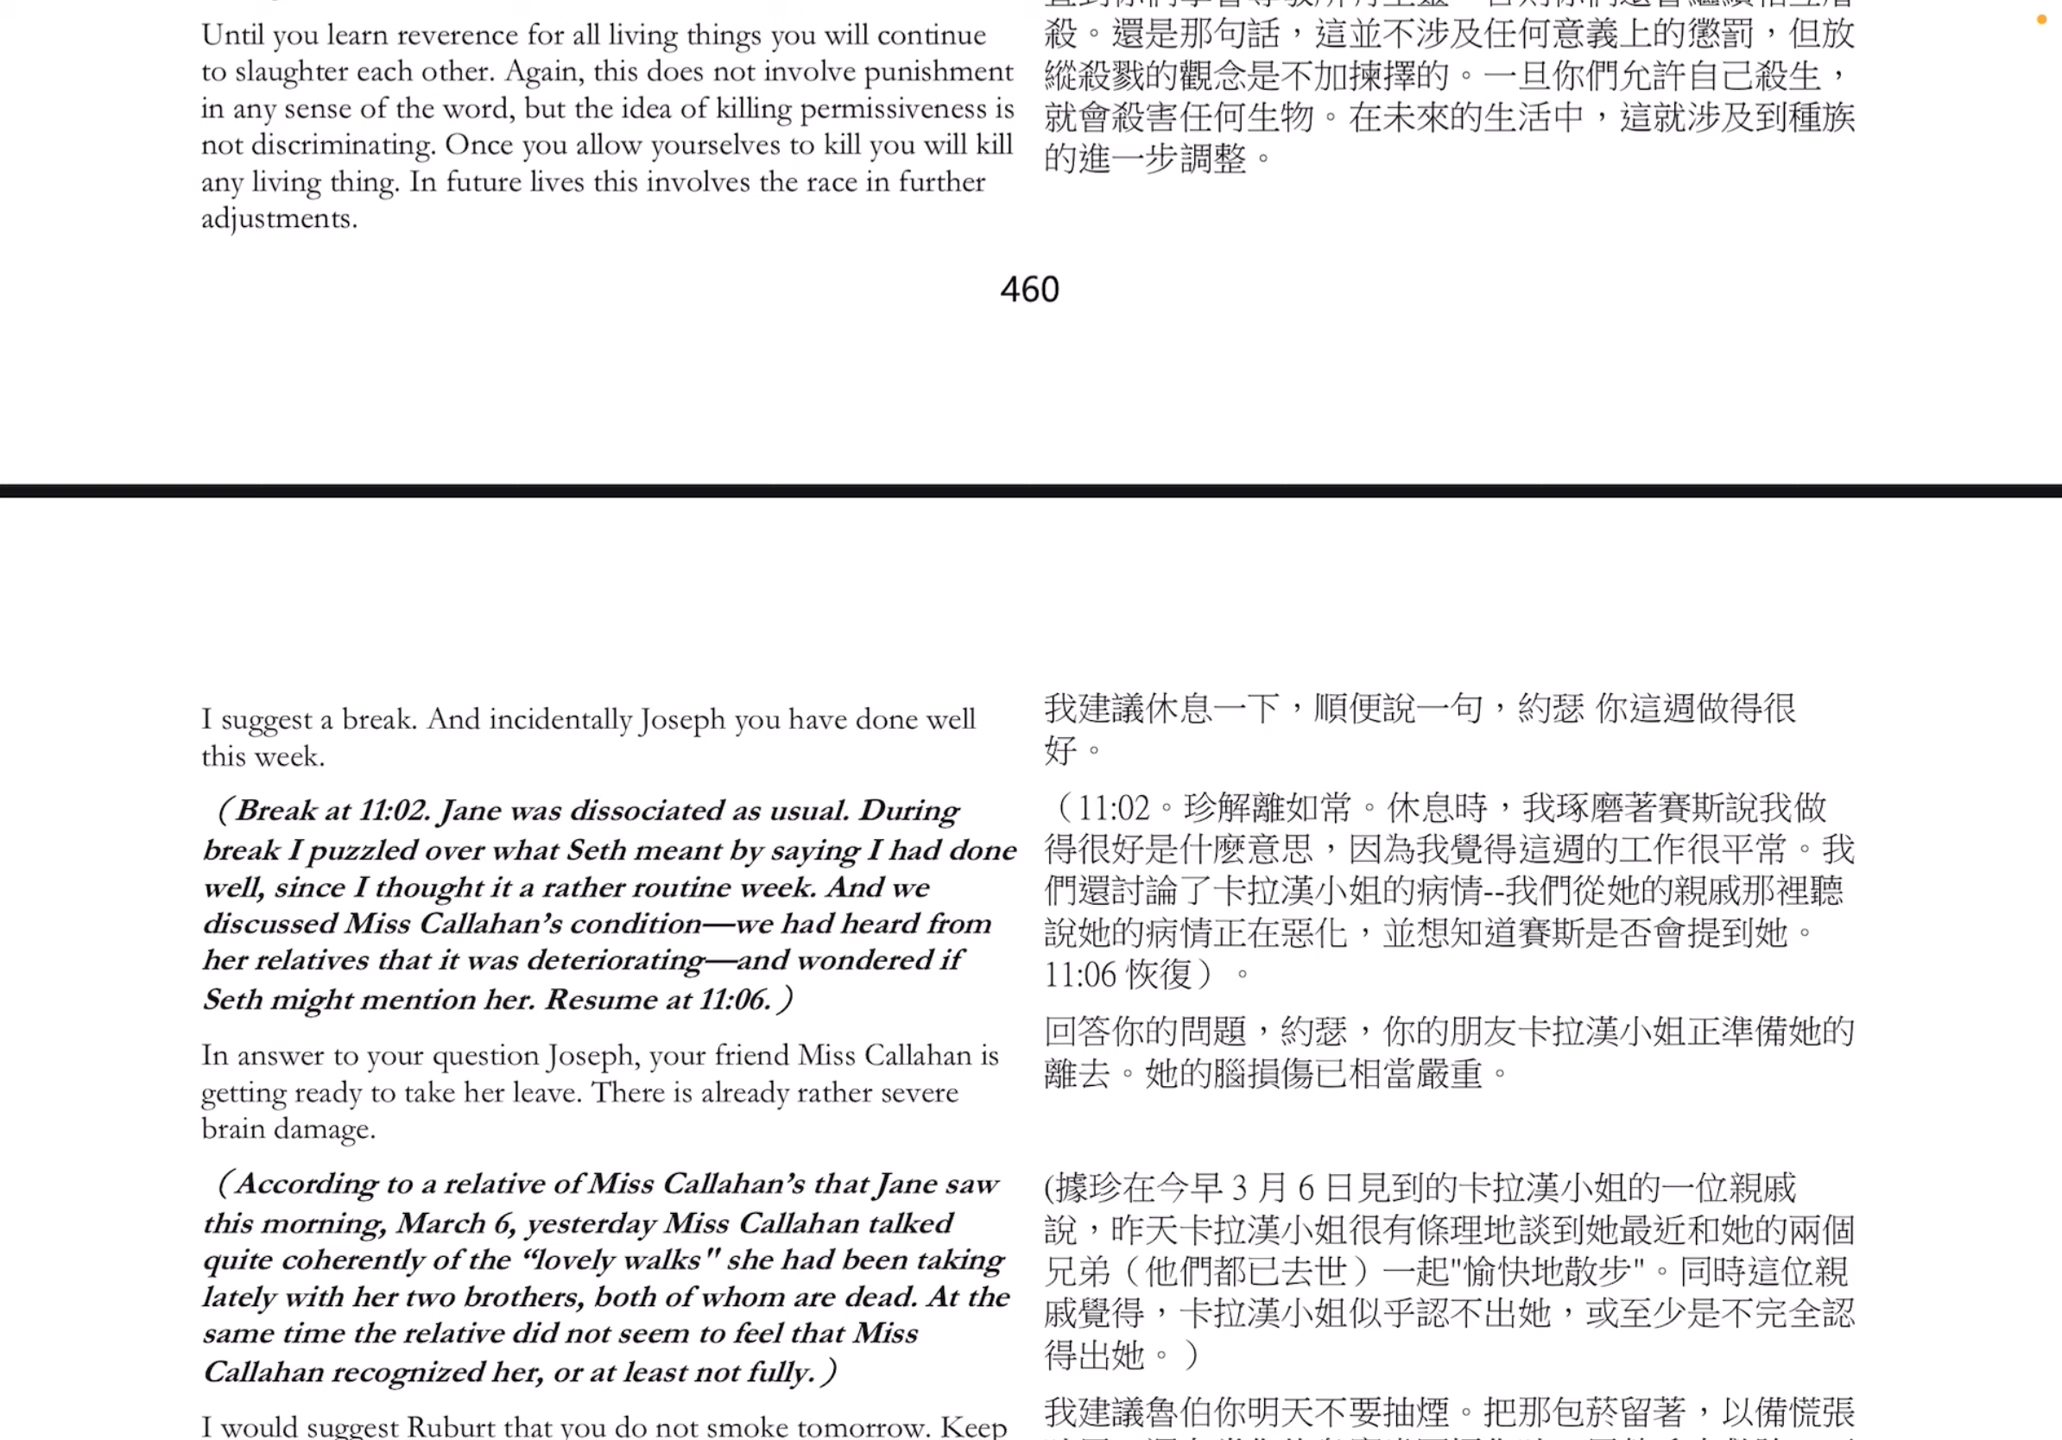 Until you learn reverence for all living things you will continue
to slaughter each other. Again, this does not involve punishment
in any sense of the word, but the idea of killing permissiveness is
not discriminating. Once you allow yourselves to kill you will kill
any living thing. In future lives this involves the race in further
adjustments.
殺。還是那句話，這並不涉及任何意義上的懲罰，但放
縱殺戮的觀念是不加揀擇的。一旦你們允許自己殺生，
就會殺害任何生物。在未來的生活中，這就涉及到種族
的進一步調整。
460
I suggest a break. And incidentally Joseph you have done well
this week.
（Break at 11:02. Jane was dissociated as usual. During
break I puzzled over what Seth meant by saying I had done
well, since I thought it a rather routine week. And we
discussed Miss Callahan’s condition—we had heard from
her relatives that it was deteriorating—and wondered if
Seth might mention her. Resume at 11:06.）
In answer to your question Joseph, your friend Miss Callahan is
getting ready to take her leave. There is already rather severe
brain damage.
（According to a relative of Miss Callahan’s that Jane saw
this morning, March 6, yesterday Miss Callahan talked
quite coherently of the “lovely walks" she had been taking
lately with her two brothers, both of whom are dead. At the
same time the relative did not seem to feel that Miss
Callahan recognized her, or at least not fully.）
I would suggest Ruburt that you do not smoke tomorrow. Keep
我建議休息一下，順便說一句，約瑟 你這週做得很
好。
（11:02。珍解離如常。休息時，我琢磨著賽斯說我做
得很好是什麼意思，因為我覺得這週的工作很平常。我
們還討論了卡拉漢小姐的病情--我們從她的親戚那裡聽
說她的病情正在惡化，並想知道賽斯是否會提到她。
11:06 恢復）。
回答你的問題，約瑟，你的朋友卡拉漢小姐正準備她的
離去。她的腦損傷已相當嚴重。
(據珍在今早 3 月 6 日見到的卡拉漢小姐的一位親戚
說，昨天卡拉漢小姐很有條理地談到她最近和她的兩個
兄弟（他們都已去世）一起"愉快地散步"。同時這位親
戚覺得，卡拉漢小姐似乎認不出她，或至少是不完全認
得出她。）
我建議魯伯你明天不要抽煙。把那包菸留著，以備慌張